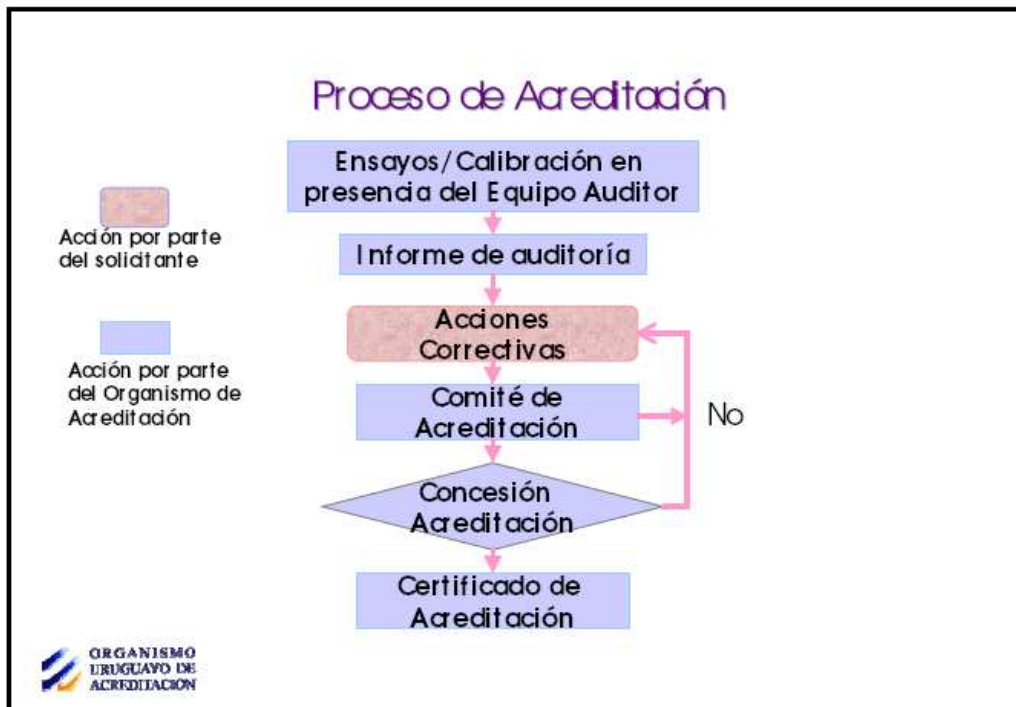 Proceso de Acreditación
Ensayos/Calibración en
presencia del Equipo Auditor
Acción por parte
del solicitante
Informe de auditoría
Acciones
Correctivas
Acción por parte
del Organismo de
Acreditación
Comité de
Acreditación
No
Concesión
Acreditación
Certificado de
Acreditación
ORGANISMO
URUGUAYO DE
ACREDITACION